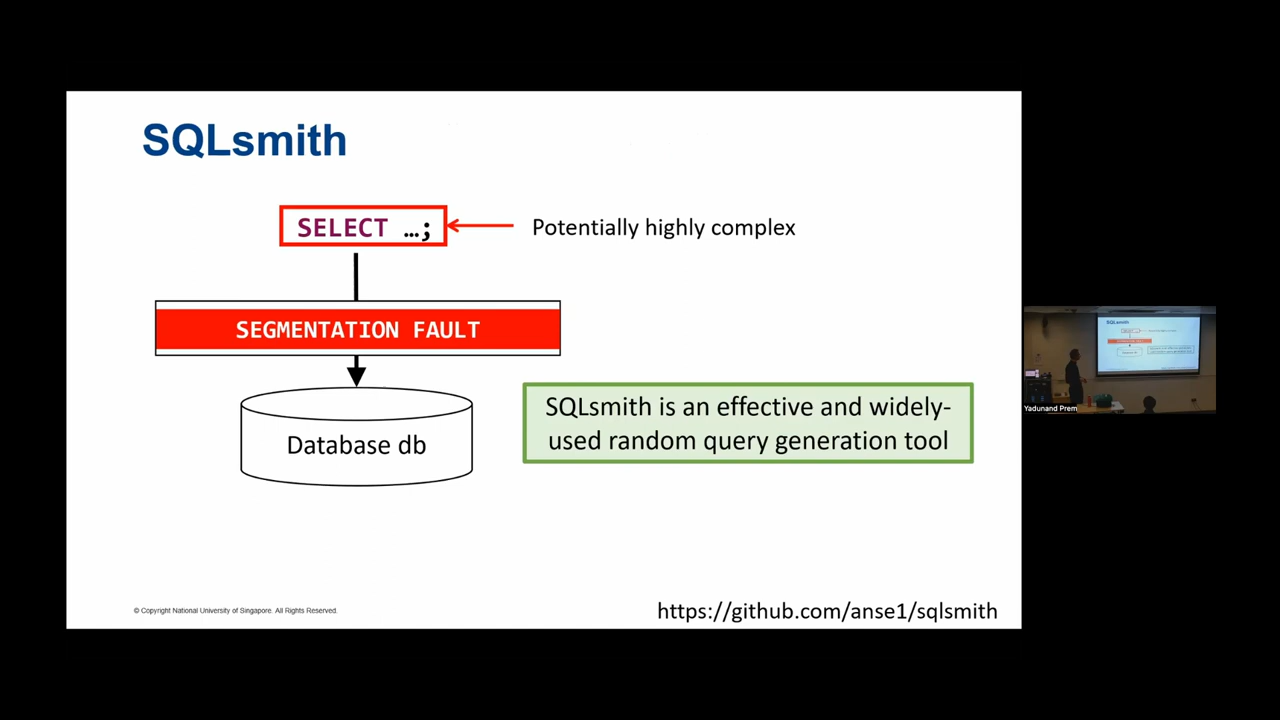 SQLsmith
SELECT …;
Potentially highly complex
SEGMENTATION FAULT
Database db
SQLsmith is an effective and widely-
used random query generation tool
© Copyright National University of Singapore. All Rights Reserved.
https://github.com/anse1/sqlsmith
SQLsmith
Yadunand Prem